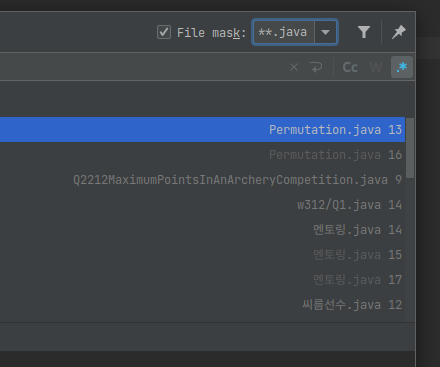 File mask: **.java
Cc W .*
Permutation.java 13
Permutation.java 16
Q2212MaximumPointsInAnArcheryCompetition.java 9
w312/Q1.java 14
멘토링.java 14
멘토링.java 15
멘토링.java 17
씨름선수.java 12